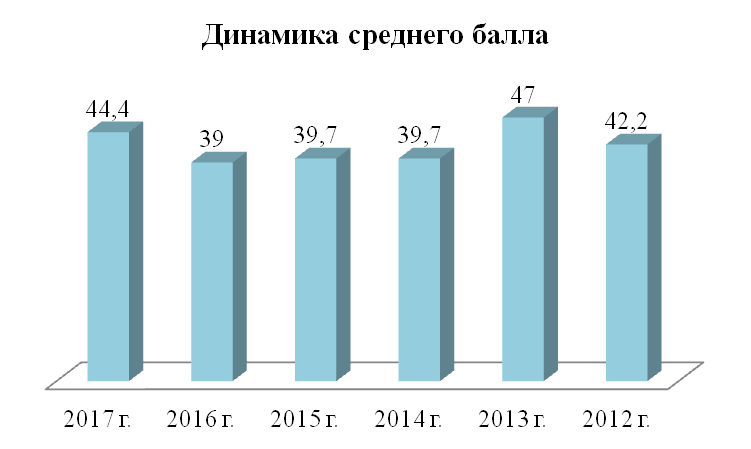 Динамика среднего балла
44,4
39
39,7
39,7
47
42,2
2017 г.
2016 г.
2015 г.
2014 г.
2013 г.
2012 г.